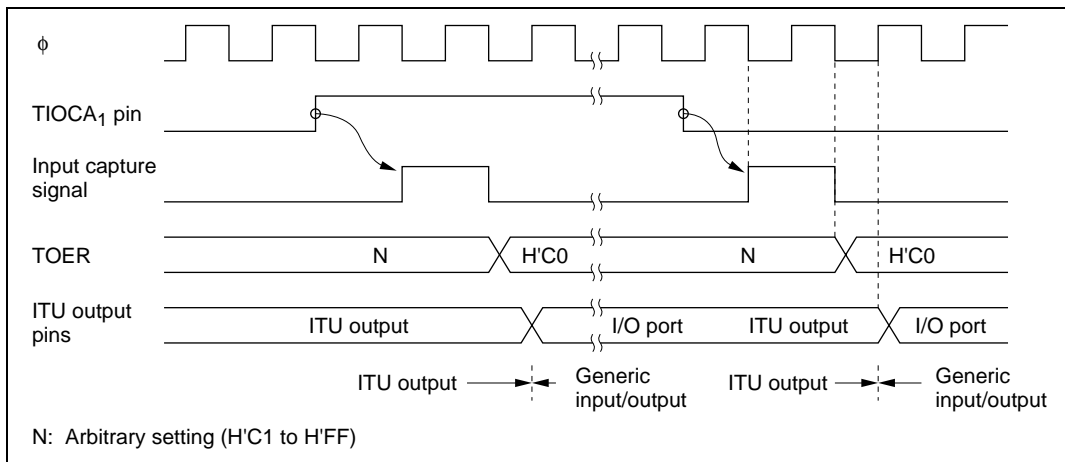 ϕ
TIOCA1 pin
Input capture
signal
TOER
N
H'C0
N
H'C0
ITU output
pins
ITU output
I/O port
ITU output
I/O port
ITU output
Generic
input/output
ITU output
Generic
input/output
N: Arbitrary setting (H'C1 to H'FF)